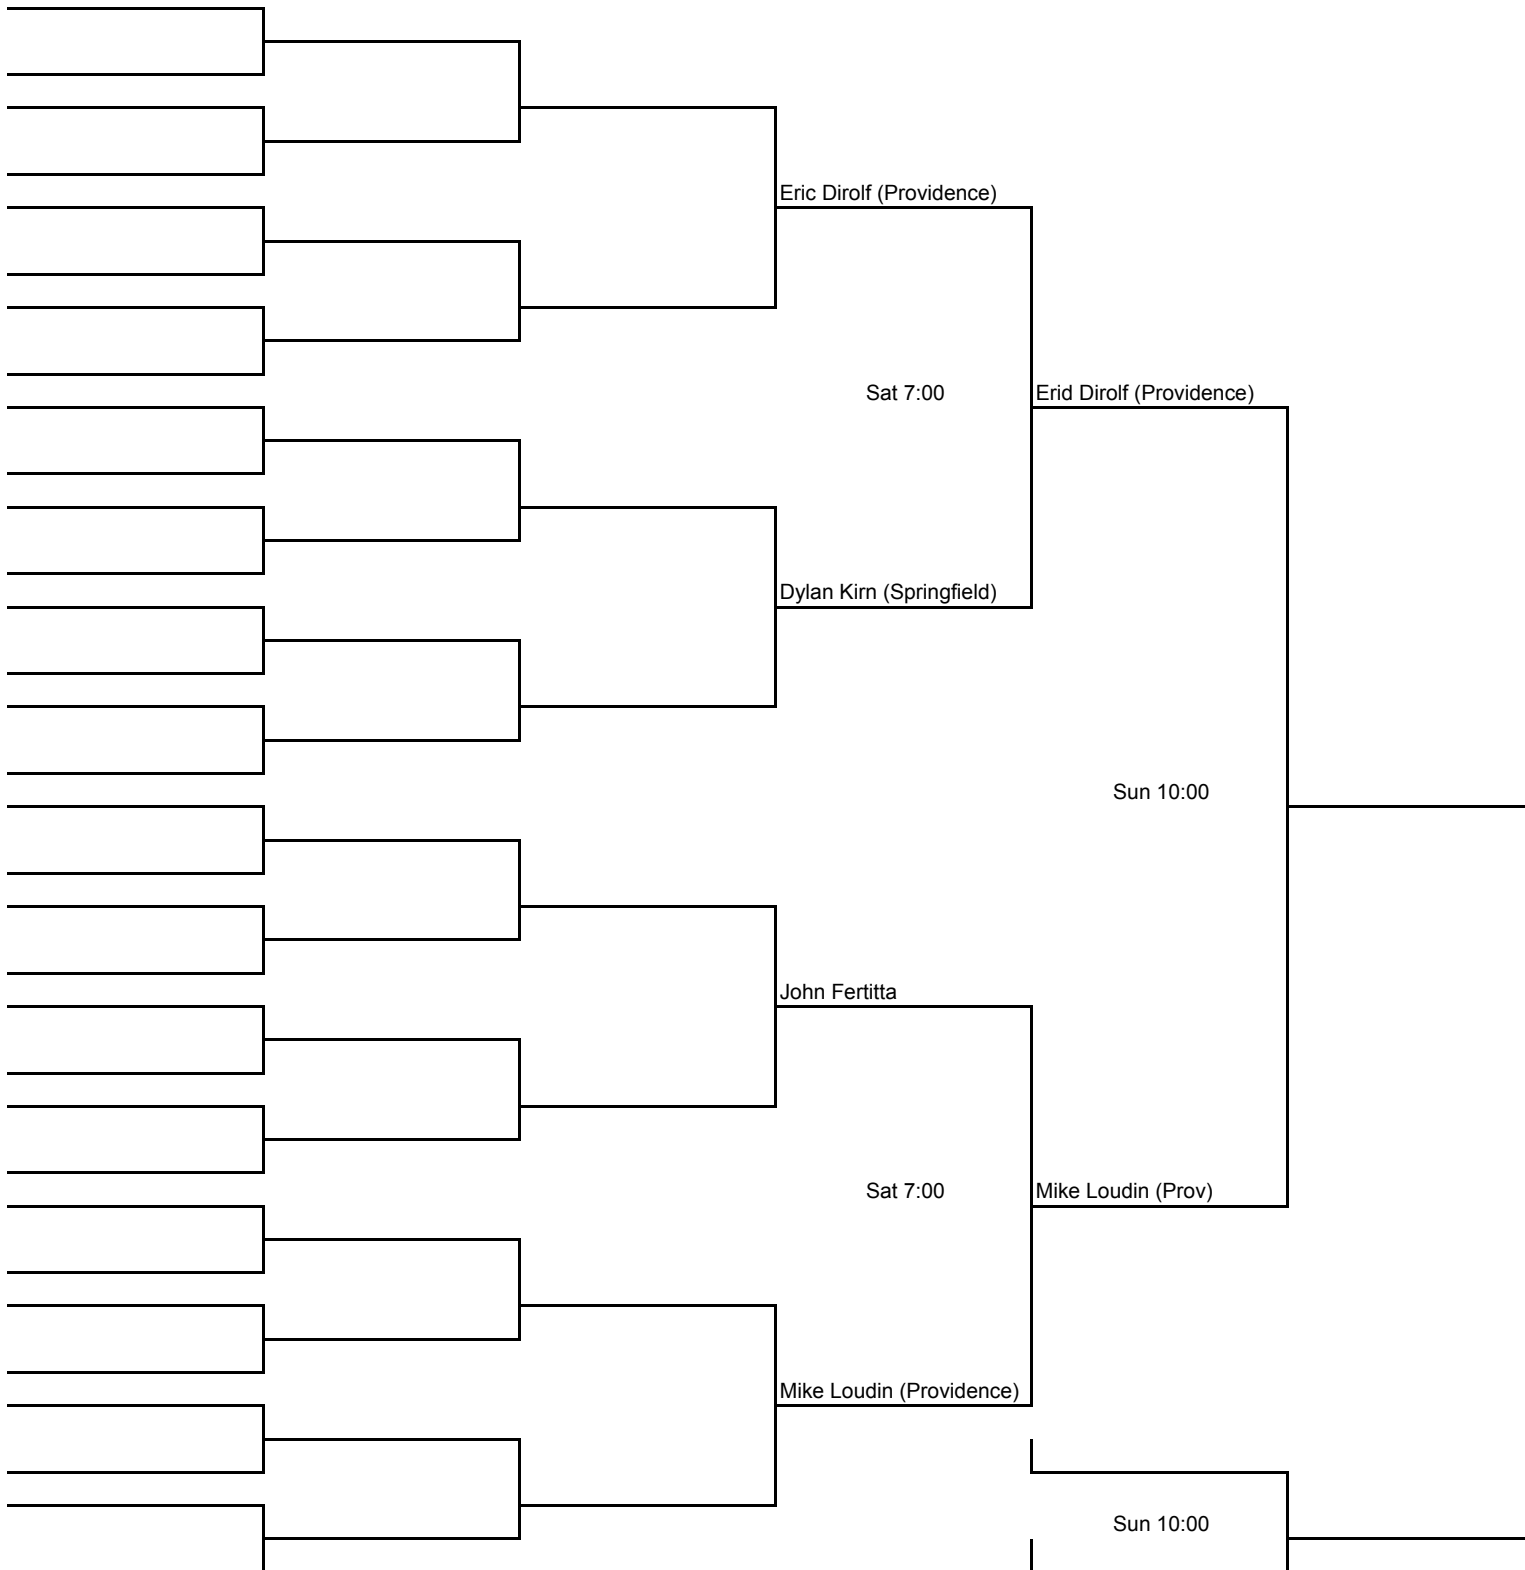 Eric Dirolf (Providence)
Sat 7:00
Erid Dirolf (Providence)
Dylan Kirn (Springfield)
Sun 10:00
John Fertitta
Sat 7:00
Mike Loudin (Prov)
Mike Loudin (Providence)
Sun 10:00